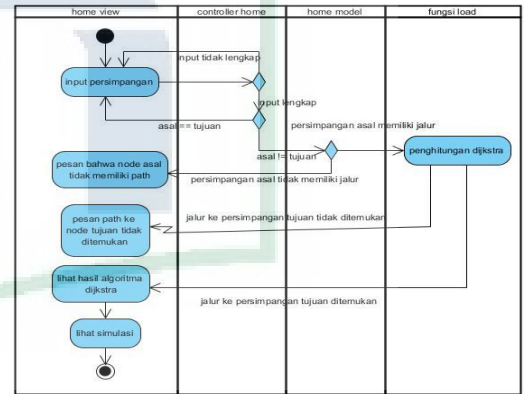 home view
controller home
home model
fungsi load
input tidak lengkap
input persimpangan
input lengkap
asal == tujuan
persimpangan asal memiliki jalur
asal != tujuan
penghitungan dijkstra
pesan bahwa node asal
tidak memiliki path
persimpangan asal tidak memiliki jalur
pesan path ke
node tujuan tidak
ditemukan
jalur ke persimpangan tujuan tidak ditemukan
lihat hasil algoritma
dijkstra
jalur ke persimpangan tujuan ditemukan
lihat simulasi